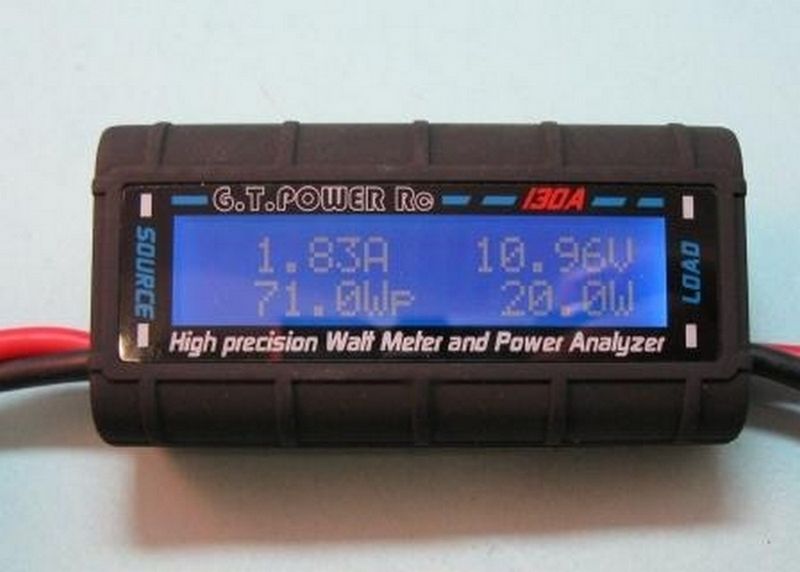 G.T.POWER Rc 130A
SOURCE
1.83A 10.96V
71.0Wp 20.0W
LOAD
High precision Watt Meter and Power Analyzer